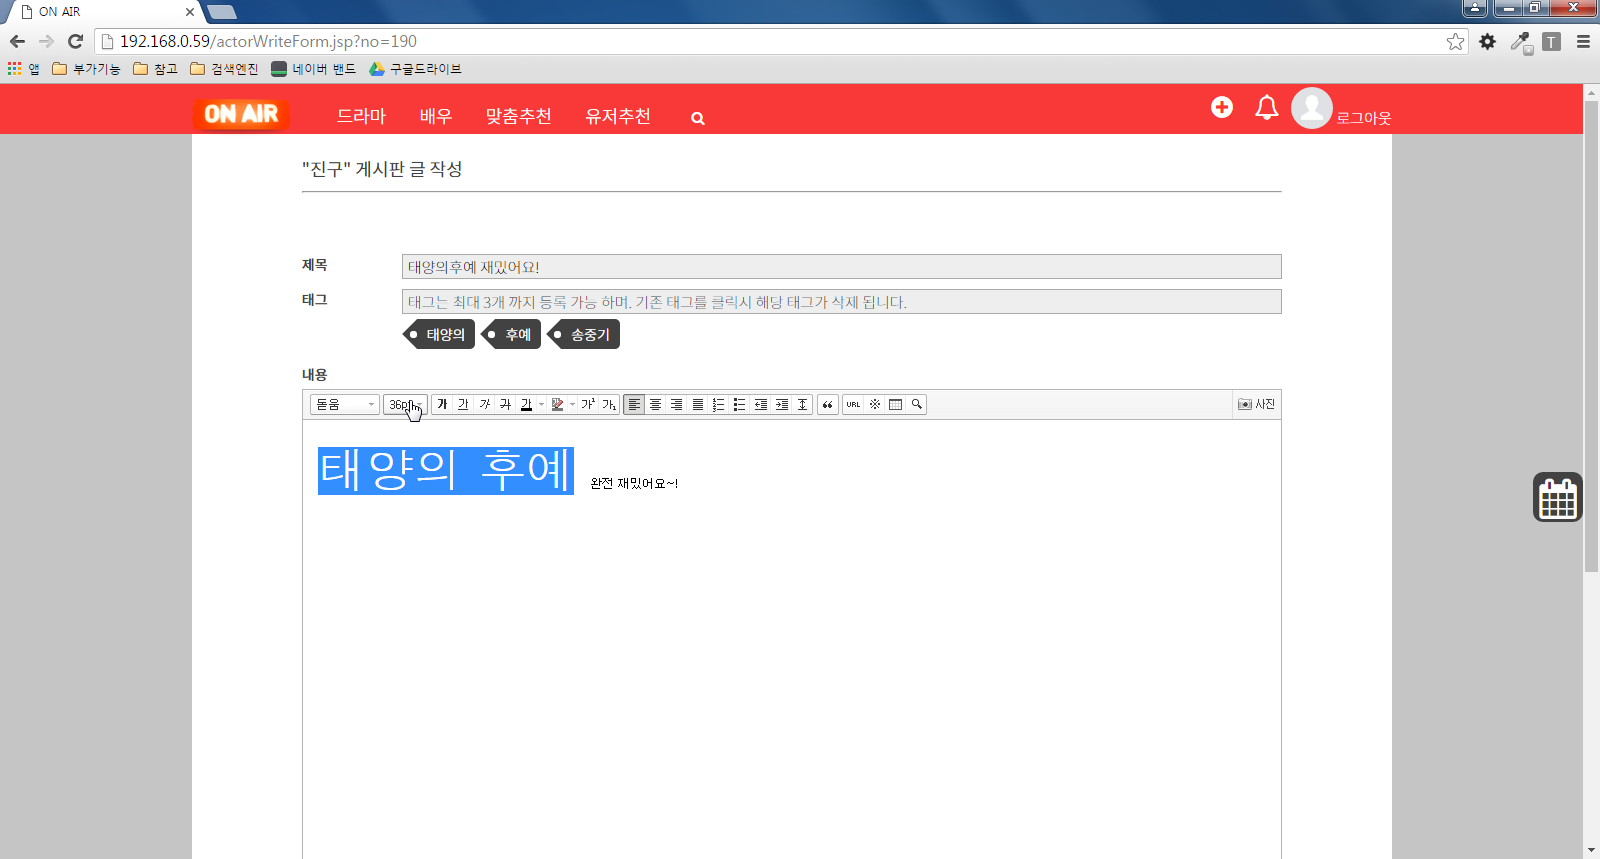 ON AIR
192.168.0.59/actorWriteForm.jsp?no=190
T
앱 부가기능 참고 검색엔진 네이버 밴드 구글드라이브
ON AIR 드라마 배우 맞춤추천 유저추천 로그아웃
"진구" 게시판 글 작성
제목 태양의후예 재밌어요!
태그 태그는 최대 3개 까지 등록 가능 하며, 기존 태그를 클릭시 해당 태그가 삭제 됩니다.
태양의 후예 송중기
내용
돋움 36pt 가 가 가 가 가 가¹ 가₁ URL ※ 사진
태양의 후예 완전 재밌어요~!